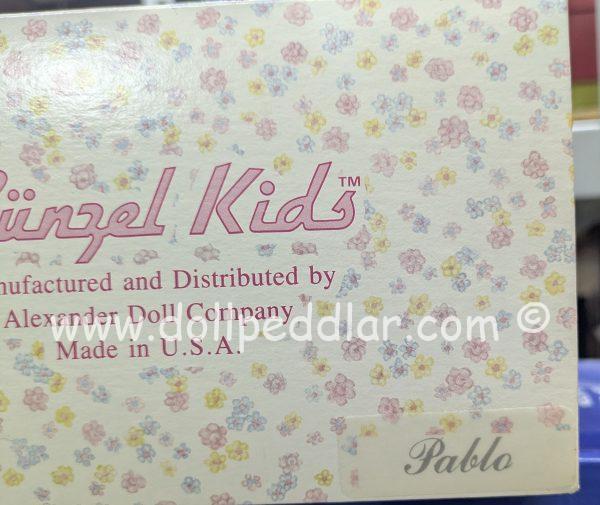 ünzel Kids™
nufactured and Distributed by
Alexander Doll Company
Made in U.S.A.
www.dollpeddlar.com ©
Pablo